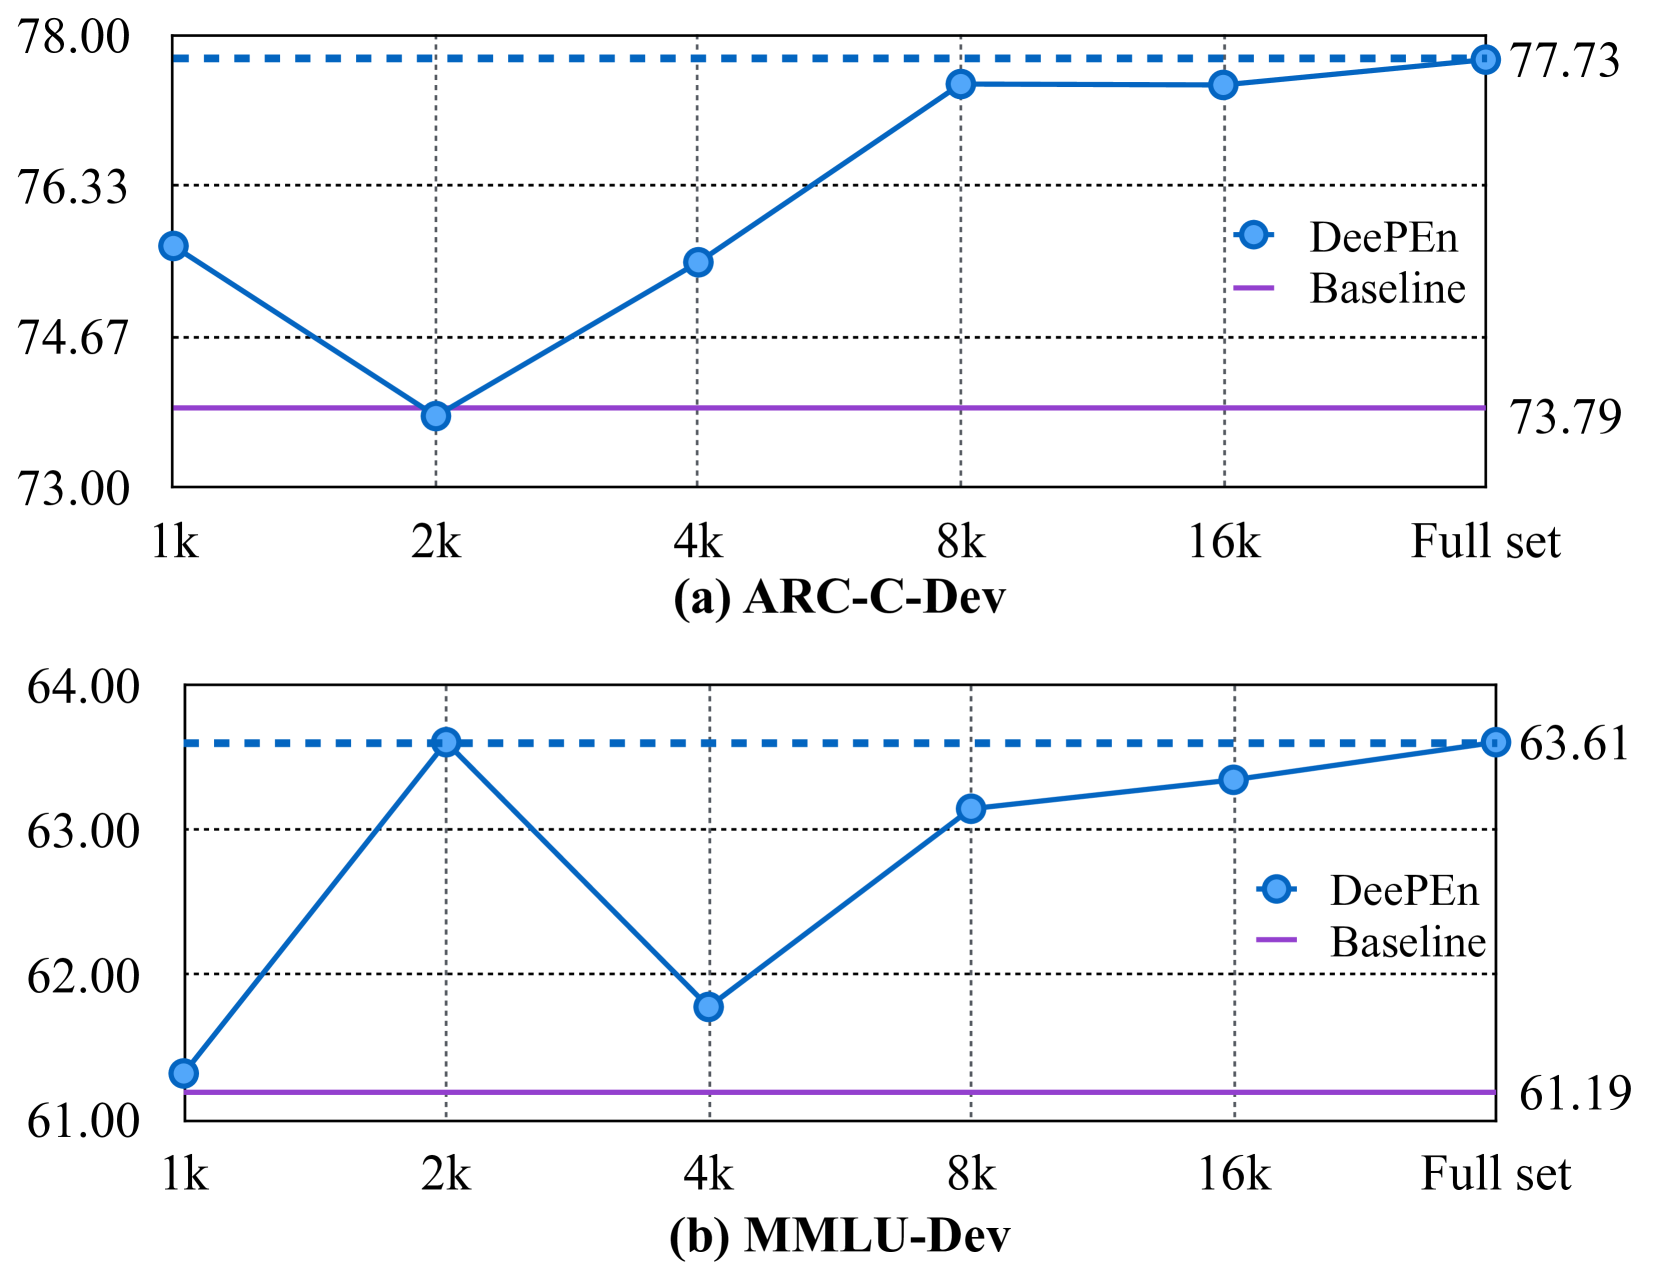 78.00
77.73
76.33
DeePEn
Baseline
74.67
73.79
73.00
1k 2k 4k 8k 16k Full set
(a) ARC-C-Dev
64.00
63.61
63.00
DeePEn
Baseline
62.00
61.19
61.00
1k 2k 4k 8k 16k Full set
(b) MMLU-Dev